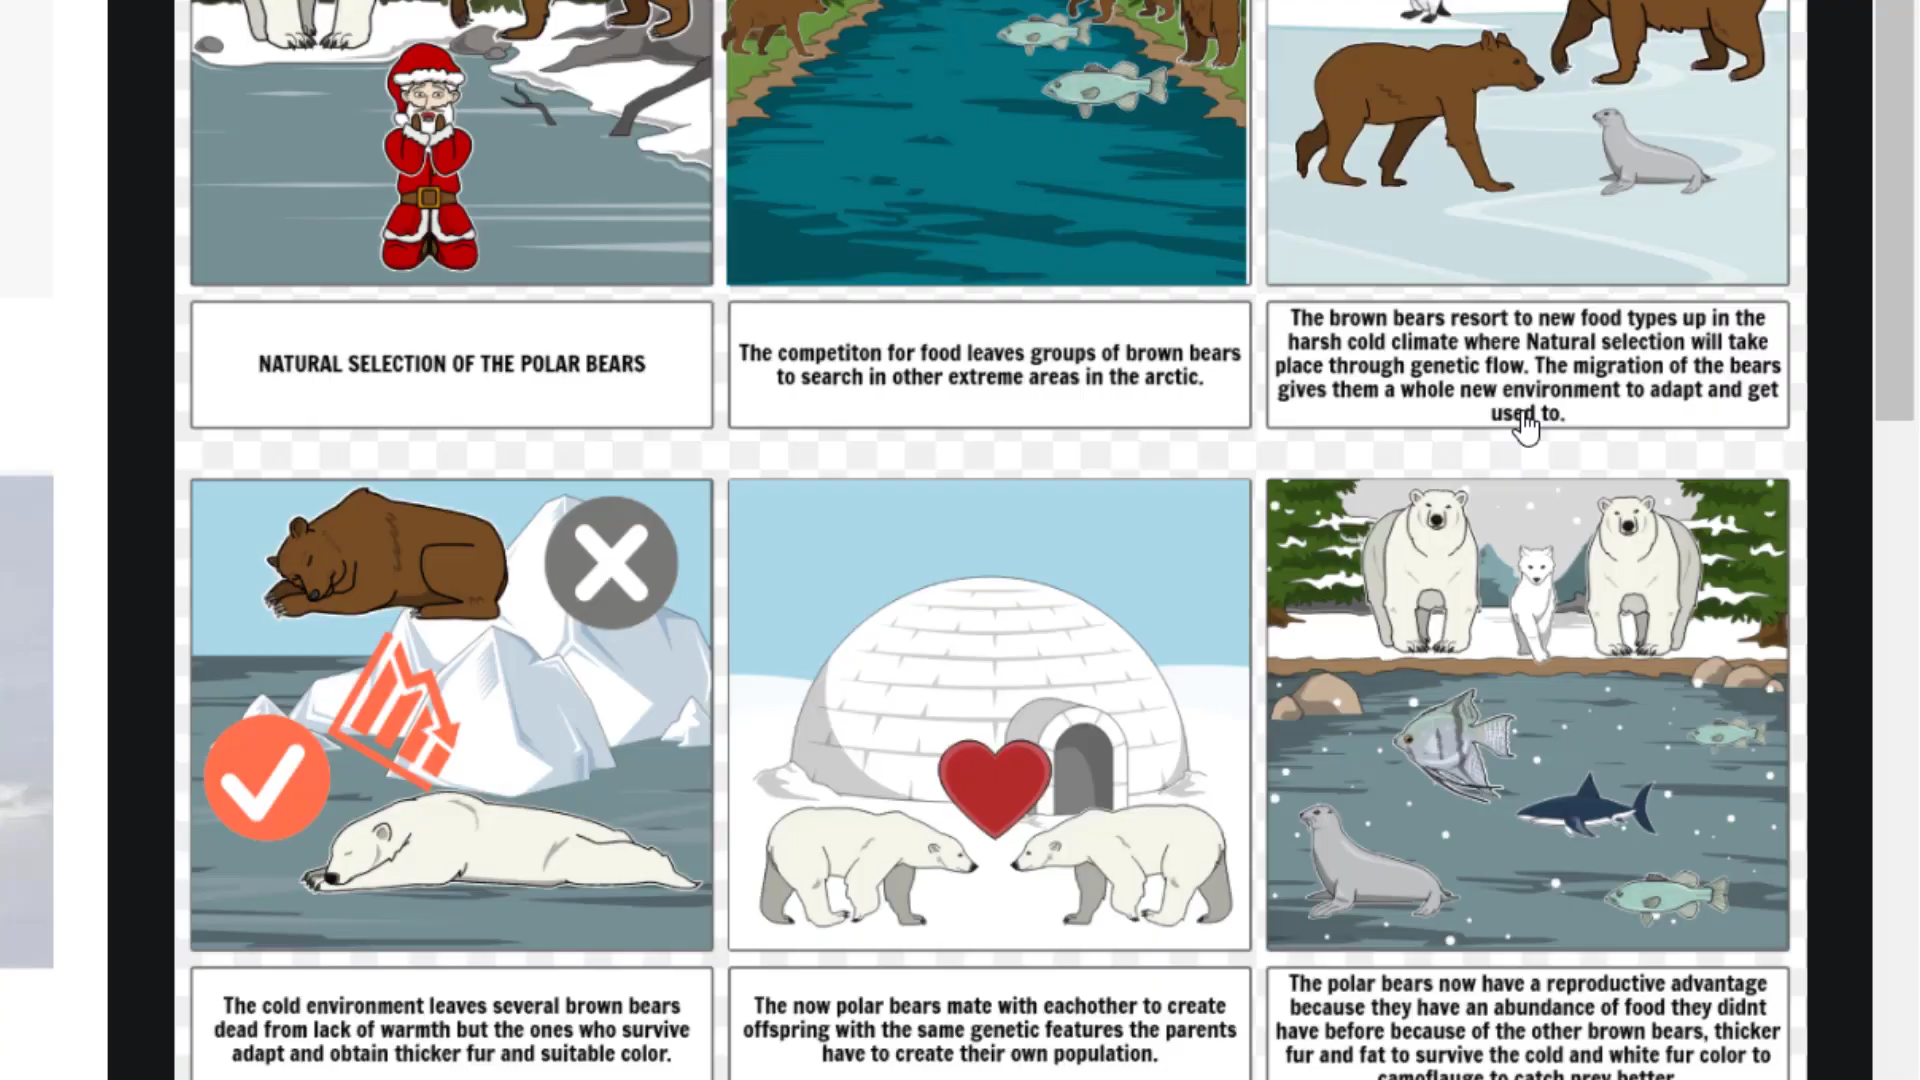 NATURAL SELECTION OF THE POLAR BEARS
The competiton for food leaves groups of brown bears
to search in other extreme areas in the arctic.
The brown bears resort to new food types up in the
harsh cold climate where Natural selection will take
place through genetic flow. The migration of the bears
gives them a whole new environment to adapt and get
used to.
The cold environment leaves several brown bears
dead from lack of warmth but the ones who survive
adapt and obtain thicker fur and suitable color.
The now polar bears mate with eachother to create
offspring with the same genetic features the parents
have to create their own population.
The polar bears now have a reproductive advantage
because they have an abundance of food they didnt
have before because of the other brown bears, thicker
fur and fat to survive the cold and white fur color to
camoflauge to catch prey better